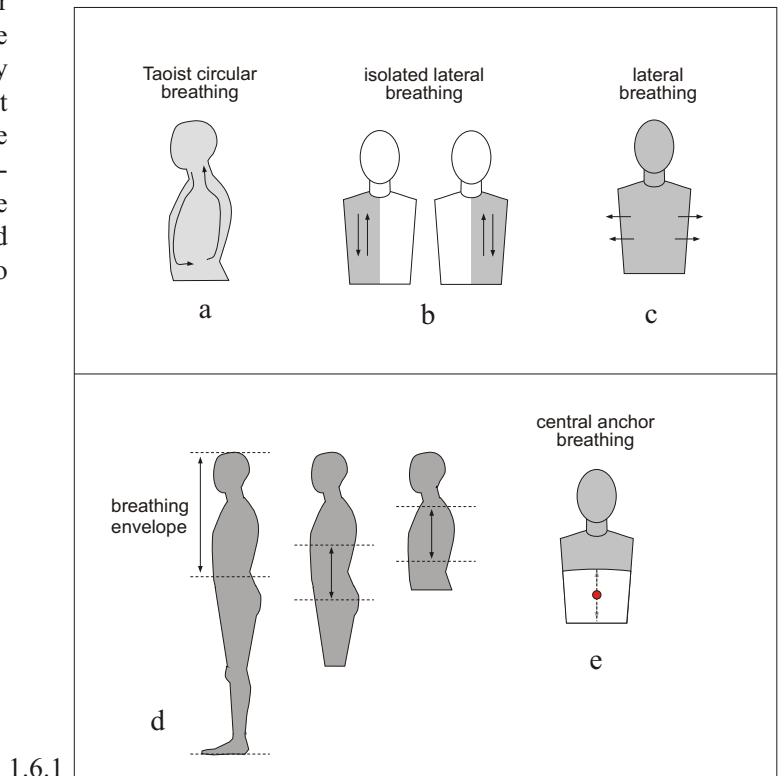 Taoist circular
breathing
isolated lateral
breathing
lateral
breathing
a
b
c
central anchor
breathing
breathing
envelope
e
d
1.6.1